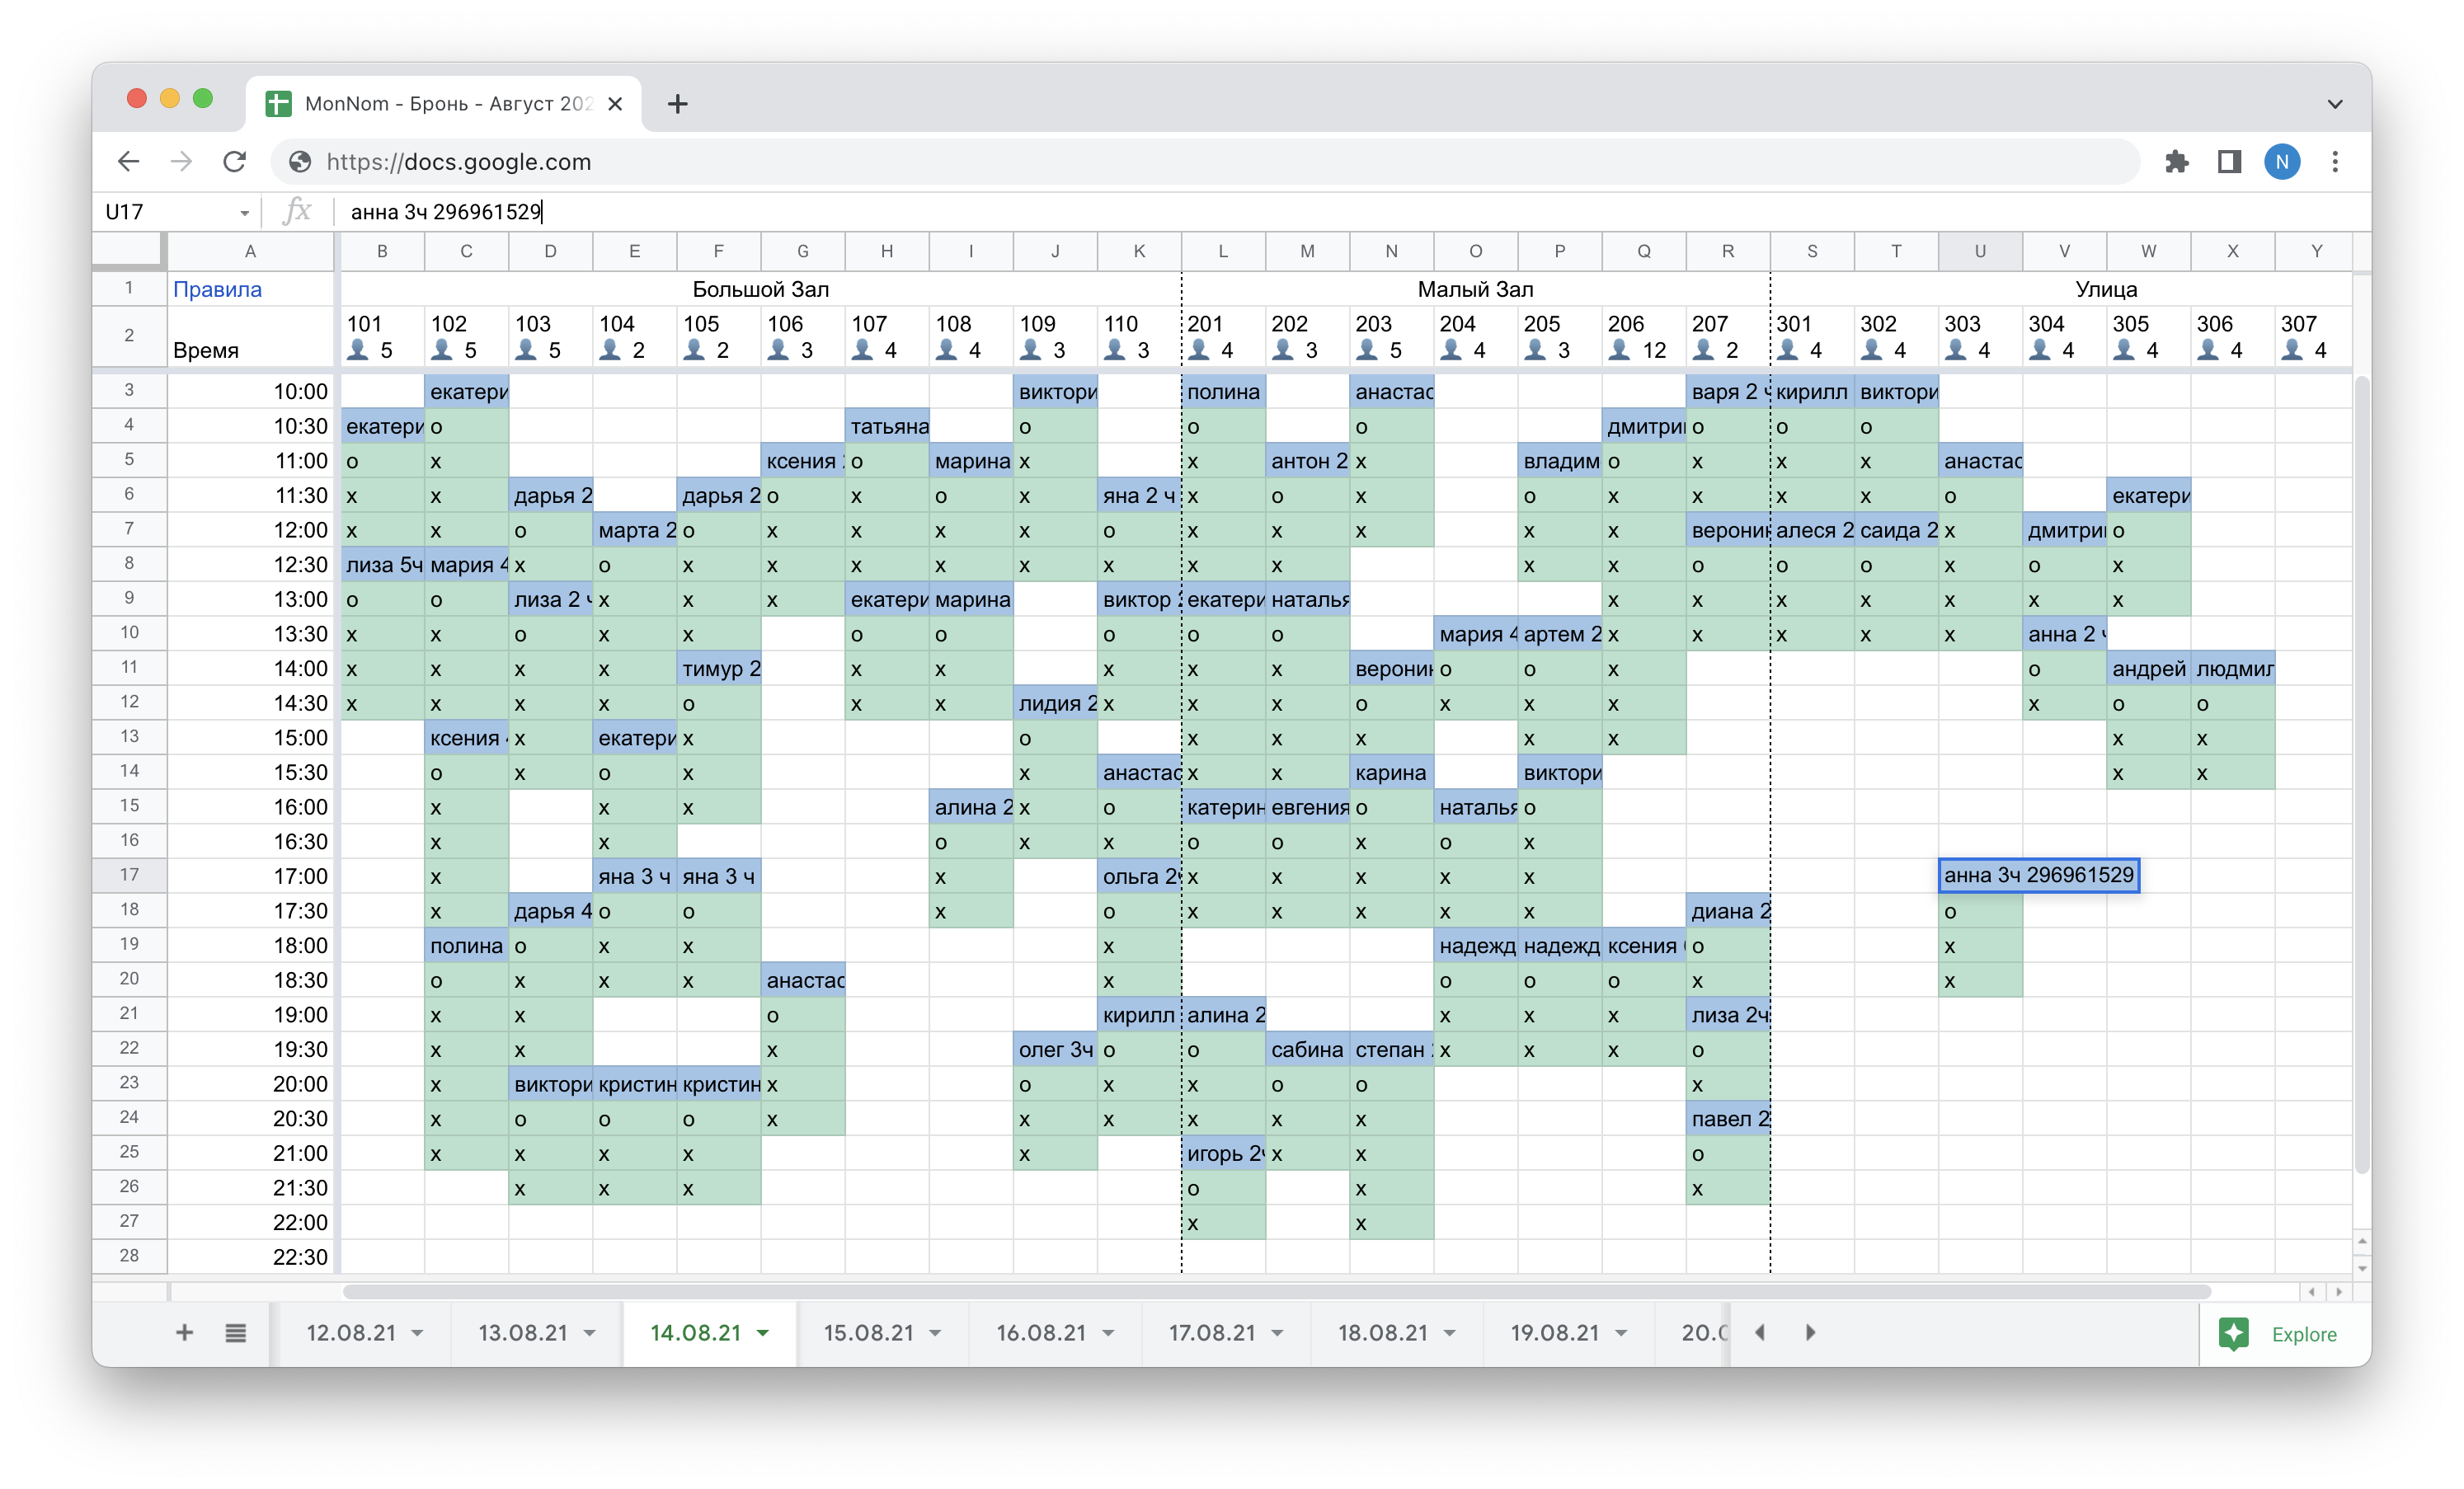 MonNom - Бронь - Август 202
https://docs.google.com
N
U17
fx
анна 3ч 296961529
A B C D E F G H I J K L M N O P Q R S T U V W X Y
1 Правила Большой Зал Малый Зал Улица
101 102 103 104 105 106 107 108 109 110 201 202 203 204 205 206 207 301 302 303 304 305 306 307
2 Время 5 5 5 2 2 3 4 4 3 3 4 3 5 4 3 12 2 4 4 4 4 4 4 4
3 10:00 екатери виктори полина анастас варя 2 ч кирилл виктори
4 10:30 екатери о татьяна о о о дмитри о о о
5 11:00 о х ксения о марина х х антон 2 х владим о х х х анастас
6 11:30 х х дарья 2 дарья 2 о х о х яна 2 ч х о х о х х х х о екатери
7 12:00 х х о марта 2 о х х х х о х х х х х верони алеся 2 саида 2 х дмитри о
8 12:30 лиза 5ч мария 4 х о х х х х х х х х х х о о о х о х
9 13:00 о о лиза 2 ч х х х екатери марина виктор екатери наталья х х х х х х х
10 13:30 х х о х х о о о о о мария 4 артем 2 х х х х х анна 2 ч
11 14:00 х х х х тимур 2 х х х х х верони о о х о андрей людмил
12 14:30 х х х х о х х лидия 2 х х х о х х х х о о
13 15:00 ксения х екатери х о х х х х х х х
14 15:30 о х о х х анастас х х карина виктори х х
15 16:00 х х х алина 2 х о катерин евгения о наталья о
16 16:30 х х о х х о о х о х
17 17:00 х яна 3 ч яна 3 ч х ольга 2ч х х х х х анна 3ч 296961529
18 17:30 х дарья 4 о о х о х х х х х диана 2 о
19 18:00 полина о х х х надежд надежд ксения о х
20 18:30 о х х х анастас х о о о х х
21 19:00 х х о кирилл алина 2 х х х лиза 2ч
22 19:30 х х х олег 3ч о о сабина степан х х х о
23 20:00 х виктори кристин кристин х о х х о о х
24 20:30 х о о о х х х х х х павел 2
25 21:00 х х х х х игорь 2ч х х о
26 21:30 х х х о х х
27 22:00 х х
28 22:30
12.08.21 13.08.21 14.08.21 15.08.21 16.08.21 17.08.21 18.08.21 19.08.21 Explore